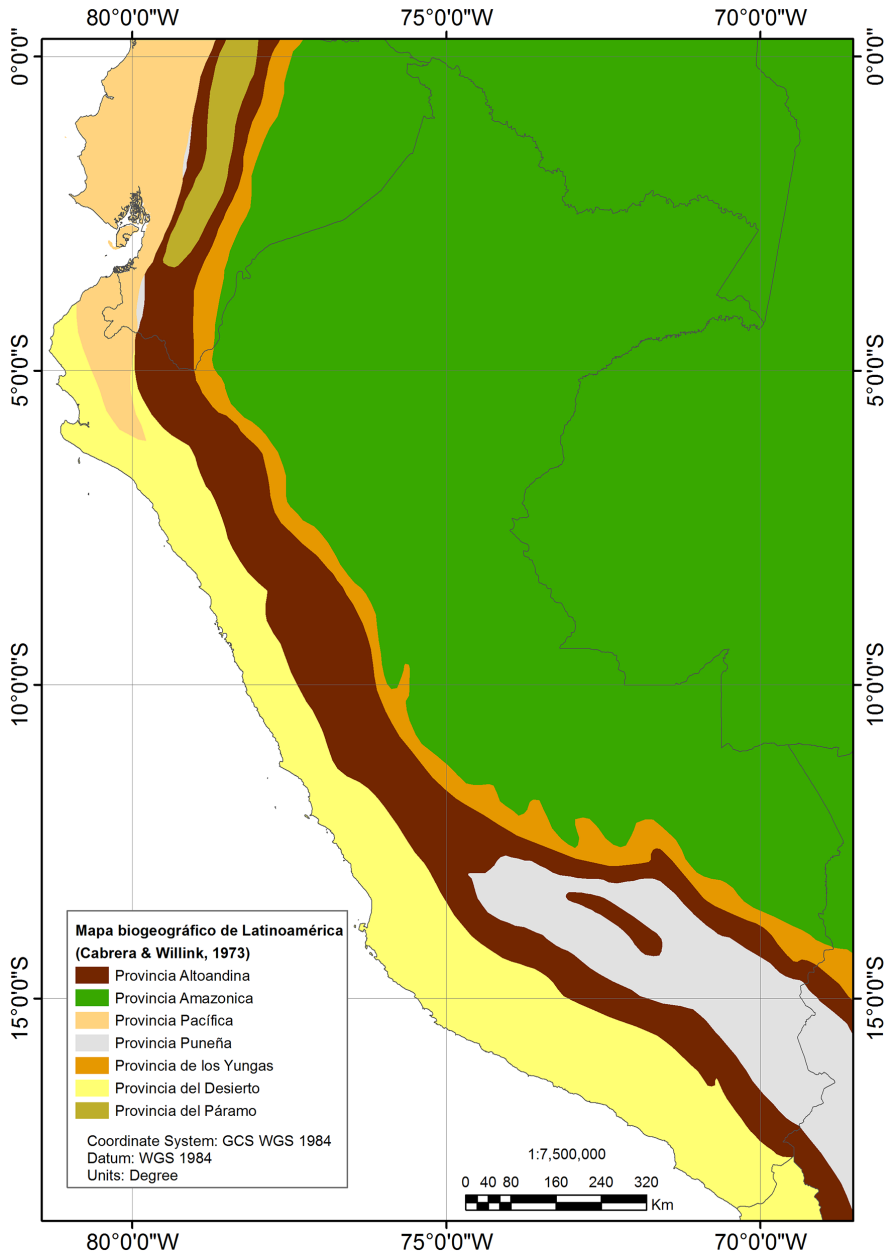 80°0'0"W 75°0'0"W 70°0'0"W
0°0'0" 0°0'0"
5°0'0"S 5°0'0"S
10°0'0"S 10°0'0"S
15°0'0"S 15°0'0"S
Mapa biogeográfico de Latinoamérica
(Cabrera & Willink, 1973)
Provincia Altoandina
Provincia Amazonica
Provincia Pacífica
Provincia Puneña
Provincia de los Yungas
Provincia del Desierto
Provincia del Páramo
Coordinate System: GCS WGS 1984
Datum: WGS 1984
Units: Degree
1:7,500,000
0 40 80 160 240 320
Km
80°0'0"W 75°0'0"W 70°0'0"W